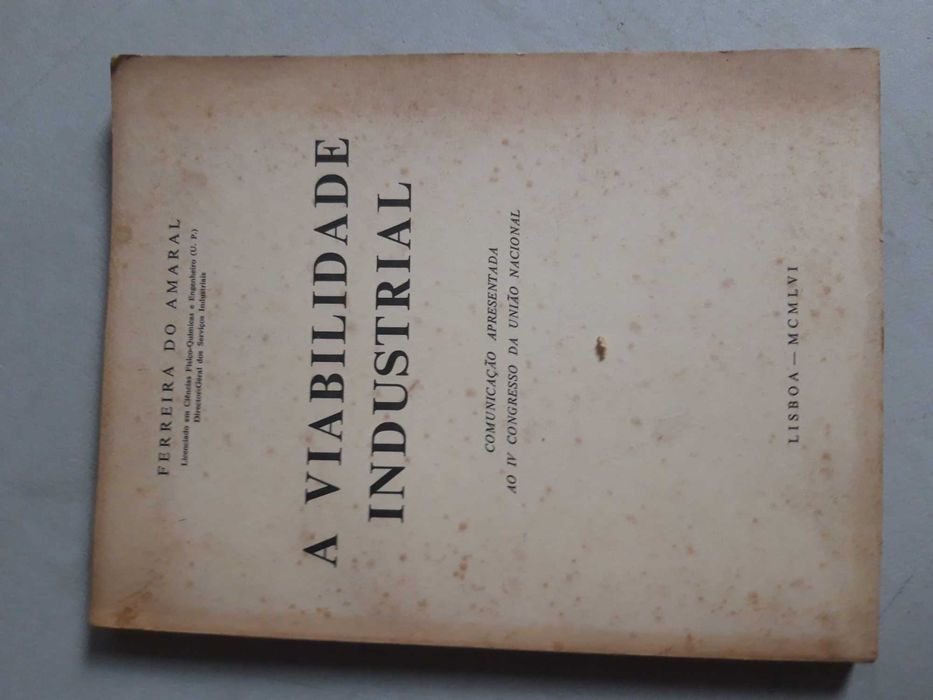 FERREIRA DO AMARAL
Licenciado em Ciências Físico-Químicas e Engenheiro (U. P.)
Director-Geral dos Serviços Industriais
A VIABILIDADE
INDUSTRIAL
COMUNICAÇÃO APRESENTADA
AO IV CONGRESSO DA UNIÃO NACIONAL
LISBOA — MCMLVI